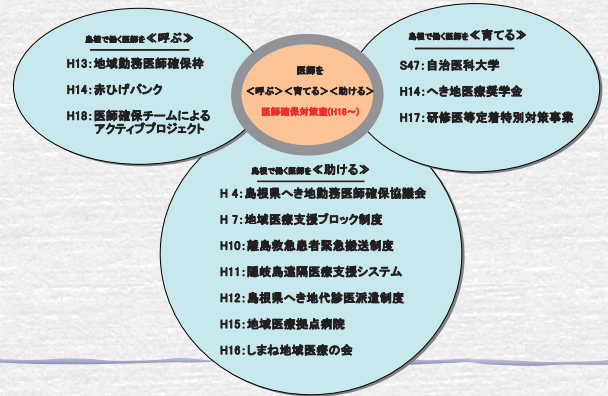 島根で働く医師を≪呼ぶ≫
H13:地域勤務医師確保枠
H14:赤ひげバンク
H18:医師確保チームによる
アクティブプロジェクト
医師を
<呼ぶ><育てる><助ける>
医師確保対策室(H18〜)
島根で働く医師を≪育てる≫
S47:自治医科大学
H14:へき地医療奨学金
H17:研修医等定着特別対策事業
島根で働く医師を≪助ける≫
H 4:島根県へき地勤務医師確保協議会
H 7:地域医療支援ブロック制度
H10:離島救急患者緊急搬送制度
H11:隠岐島遠隔医療支援システム
H12:島根県へき地代診医派遣制度
H15:地域医療拠点病院
H16:しまね地域医療の会